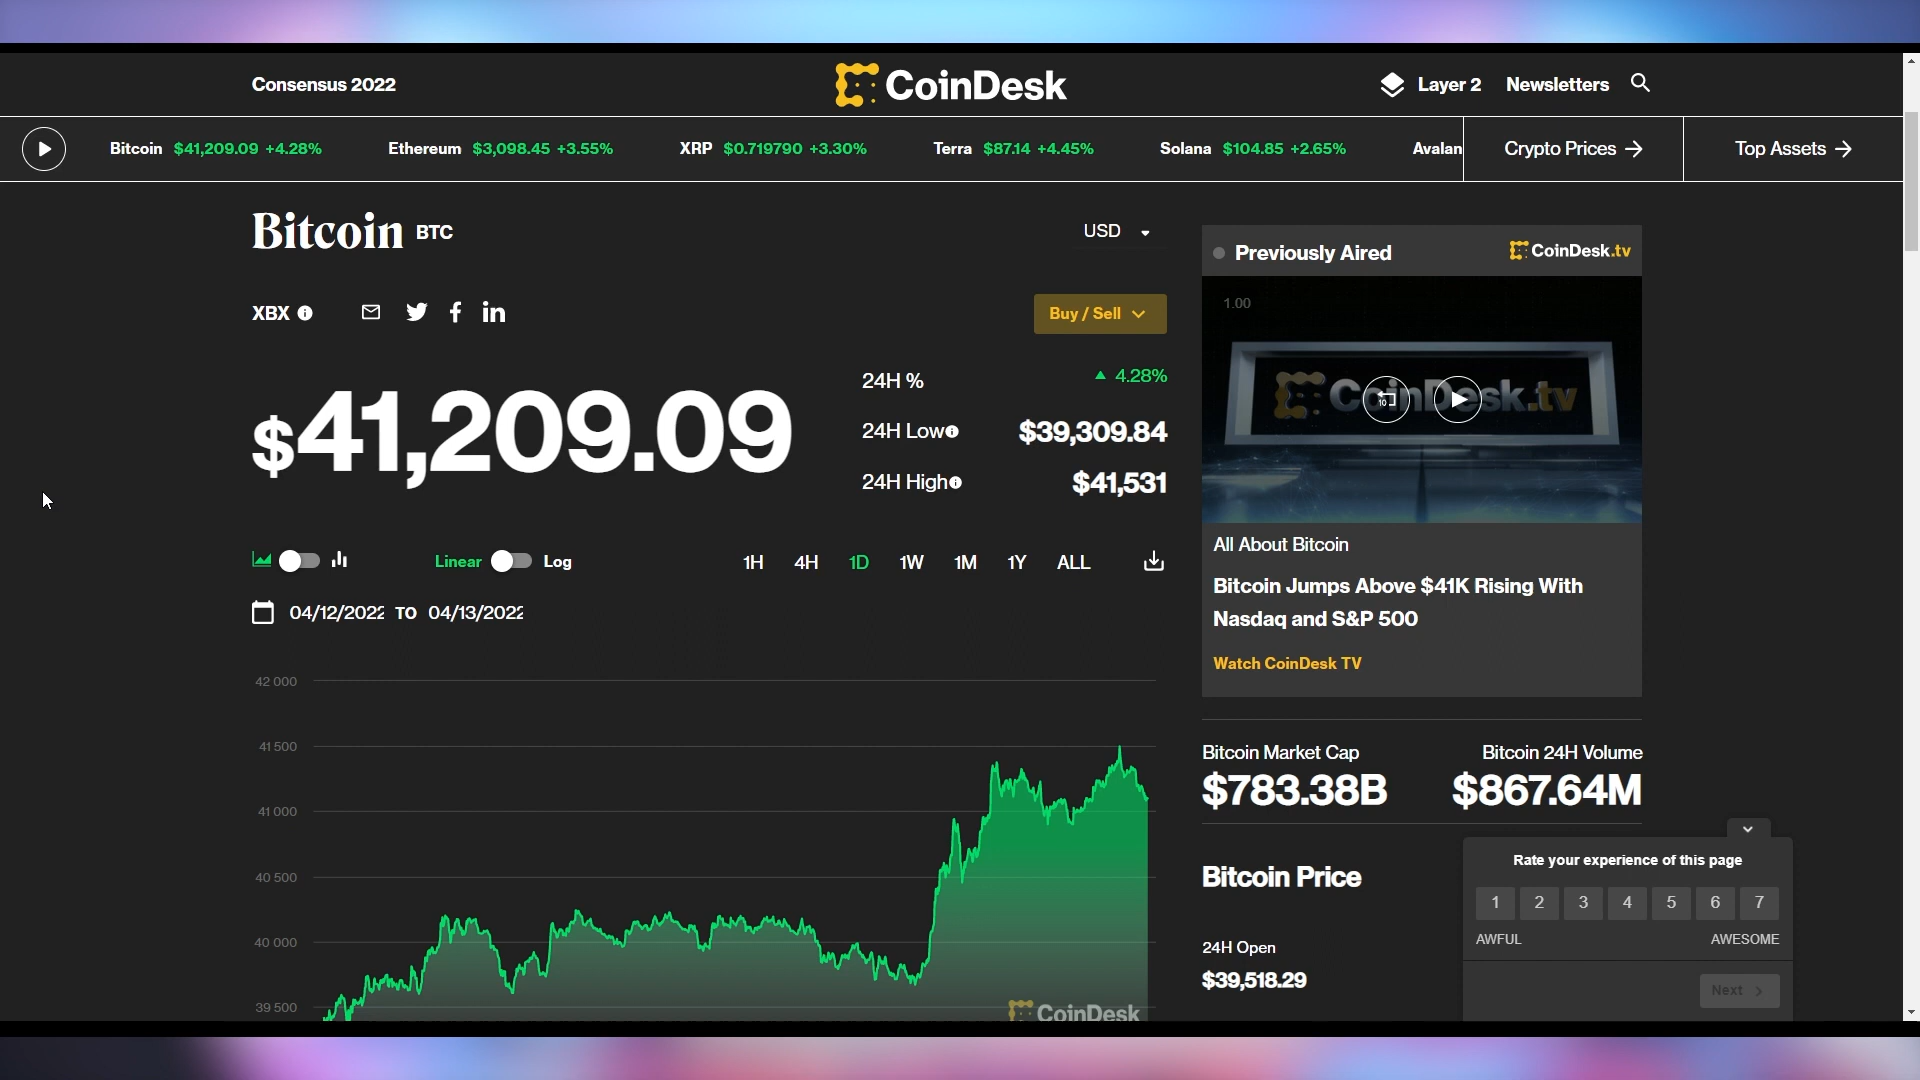 Consensus 2022
CoinDesk
Layer 2 Newsletters
Bitcoin $41,209.09 +4.28% Ethereum $3,098.45 +3.55% XRP $0.719790 +3.30% Terra $87.14 +4.45% Solana $104.85 +2.65% Avalan
Crypto Prices
Top Assets
Bitcoin BTC
USD
XBX
Buy / Sell
$41,209.09
24H % 4.28%
24H Low $39,309.84
24H High $41,531
Linear Log
1H 4H 1D 1W 1M 1Y ALL
04/12/2022 TO 04/13/2022
42 000
41 500
41 000
40 500
40 000
39 500
CoinDesk
Previously Aired CoinDesk.tv
1.00
CoinDesk.tv
10
All About Bitcoin
Bitcoin Jumps Above $41K Rising With
Nasdaq and S&P 500
Watch CoinDesk TV
Bitcoin Market Cap Bitcoin 24H Volume
$783.38B $867.64M
Bitcoin Price
24H Open
$39,518.29
Rate your experience of this page
1 2 3 4 5 6 7
AWFUL AWESOME
Next